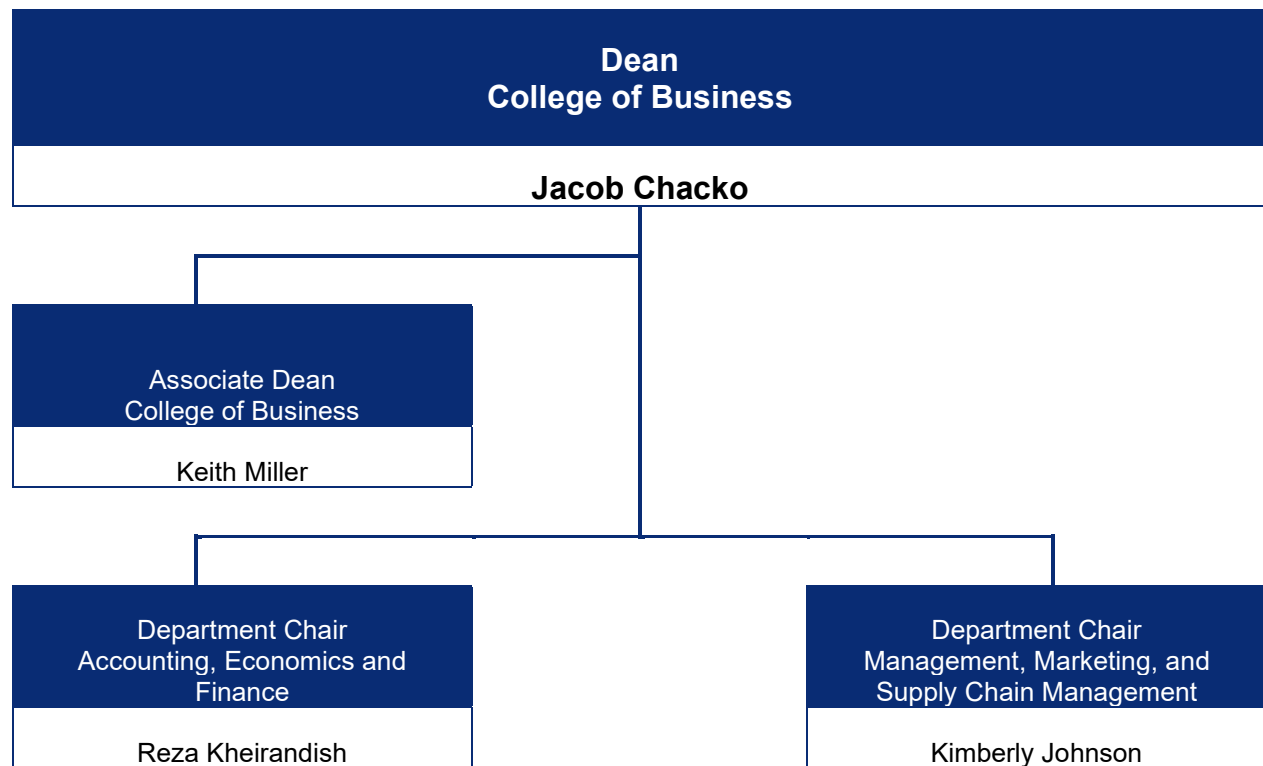 Dean
College of Business
Jacob Chacko
Associate Dean
College of Business
Keith Miller
Department Chair
Accounting, Economics and
Finance
Reza Kheirandish
Department Chair
Management, Marketing, and
Supply Chain Management
Kimberly Johnson